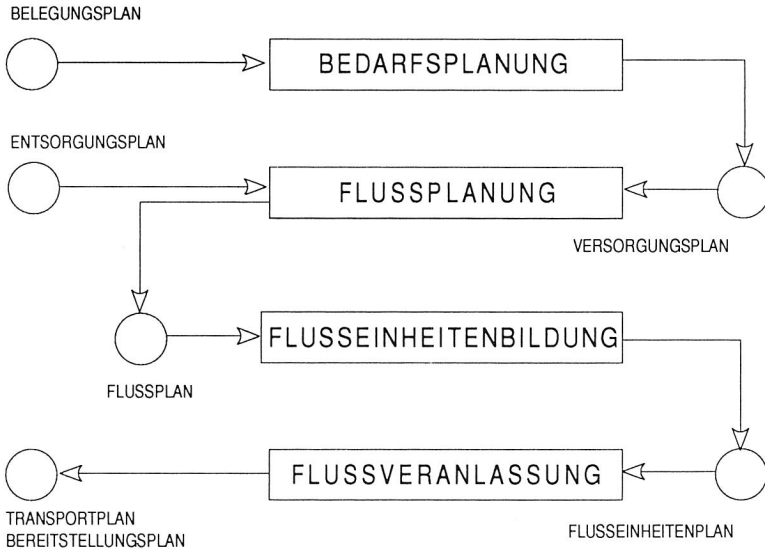 BELEGUNGSPLAN
BEDARFSPLANUNG
ENTSORGUNGSPLAN
FLUSSPLANUNG
VERSORGUNGSPLAN
FLUSSEINHEITENBILDUNG
FLUSSPLAN
FLUSSVERANLASSUNG
TRANSPORTPLAN
BEREITSTELLUNGSPLAN
FLUSSEINHEITENPLAN